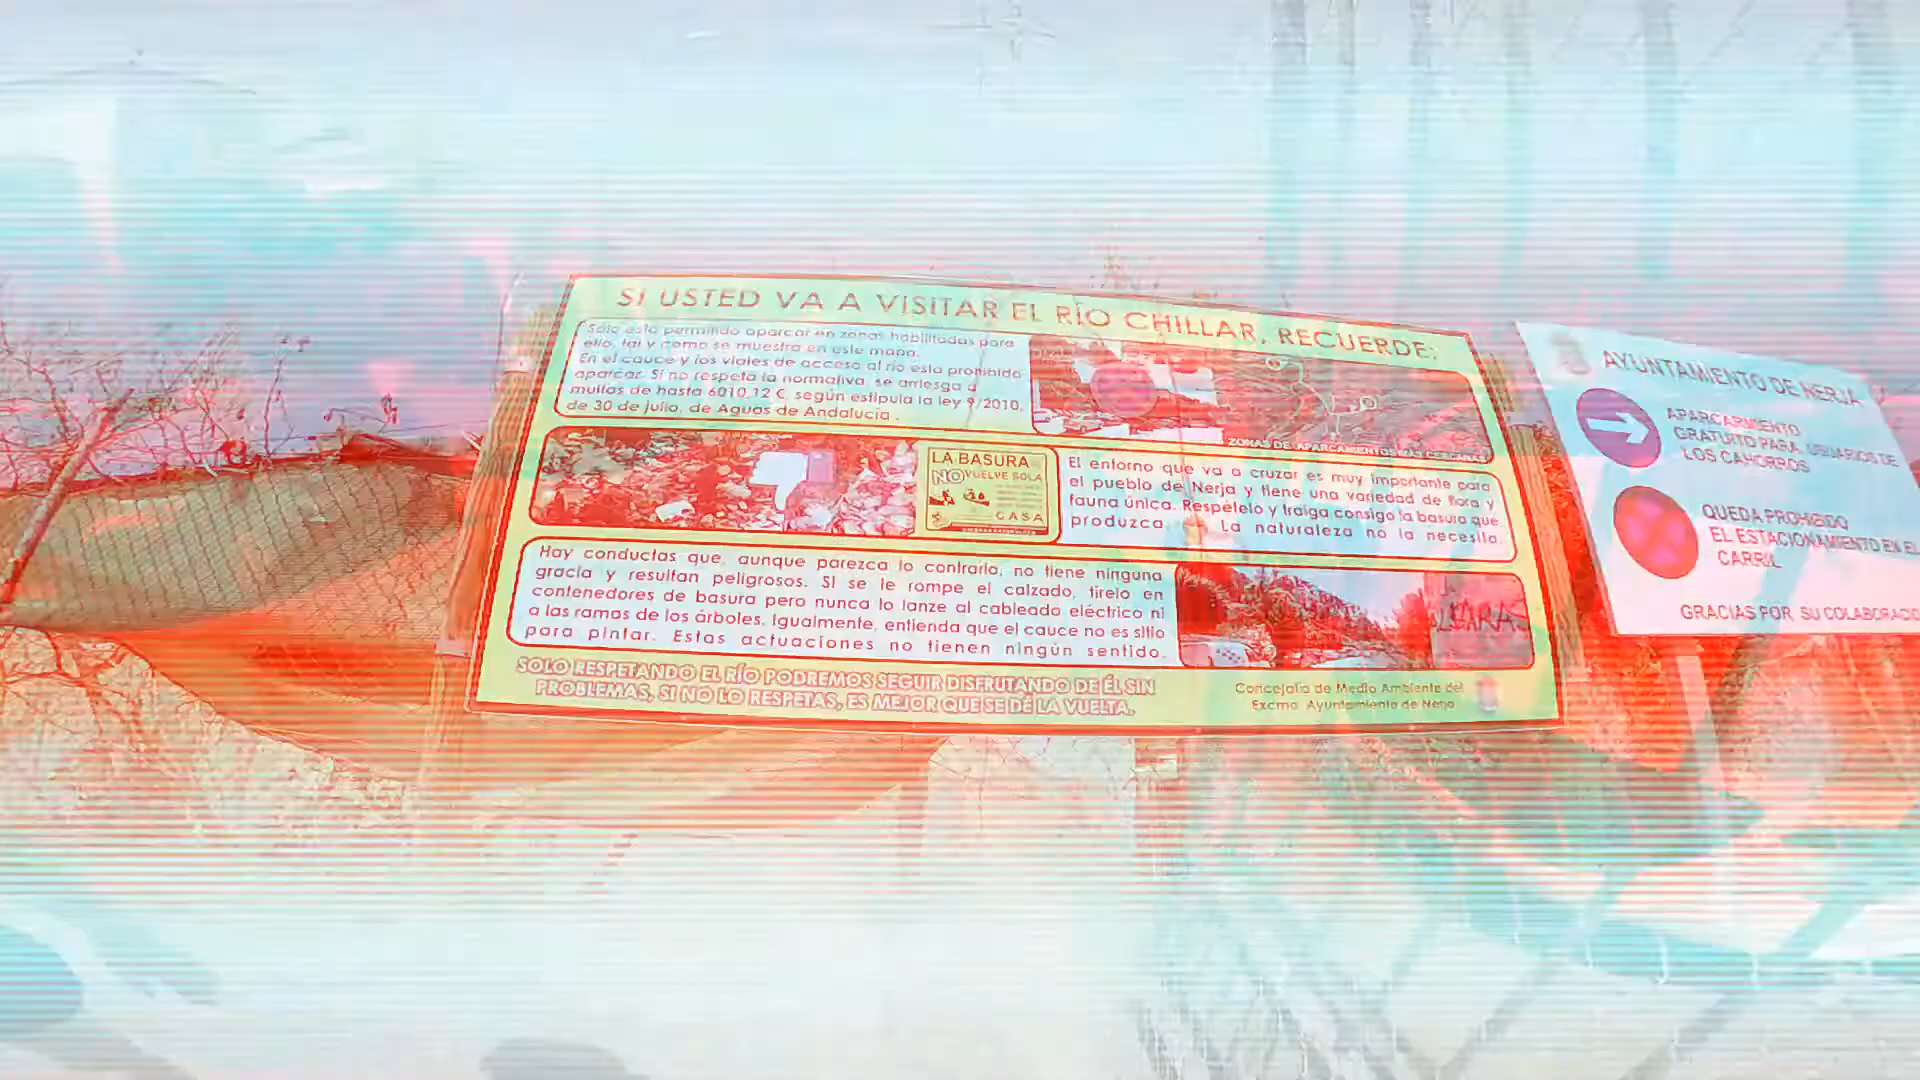 SI USTED VA A VISITAR EL RÍO CHILLAR, RECUERDE:
Sólo está permitido aparcar en zonas habilitadas para
ello, tal y como se muestra en este mapa.
En el cauce y los viales de acceso al río está prohibido
aparcar. Si no respeta la normativa, se arriesga a
multas de hasta 6010,12 €, según estipula la ley 9/2010,
de 30 de julio, de Aguas de Andalucía .
ZONAS DE APARCAMIENTOS MÁS CERCANAS
LA BASURA
NO VUELVE SOLA
CASA
El entorno que va a cruzar es muy importante para
el pueblo de Nerja y tiene una variedad de flora y
fauna única. Respételo y traiga consigo la basura que
produzca. La naturaleza no la necesita.
Hay conductas que, aunque parezca lo contrario, no tiene ninguna
gracia y resultan peligrosos. Si se le rompe el calzado, tírelo en
contenedores de basura pero nunca lo lanze al cableado eléctrico ni
a las ramas de los árboles. Igualmente, entienda que el cauce no es sitio
para pintar. Estas actuaciones no tienen ningún sentido.
SOLO RESPETANDO EL RÍO PODREMOS SEGUIR DISFRUTANDO DE ÉL SIN
PROBLEMAS, SI NO LO RESPETAS, ES MEJOR QUE SE DÉ LA VUELTA.
Concejalía de Medio Ambiente del
Excmo. Ayuntamiento de Nerja
AYUNTAMIENTO DE NERJA
APARCARMIENTO
GRATUITO PARA USUARIOS DE
LOS CAHORROS
QUEDA PROHIBIDO
EL ESTACIONAMIENTO EN EL
CARRIL
GRACIAS POR SU COLABORACIO